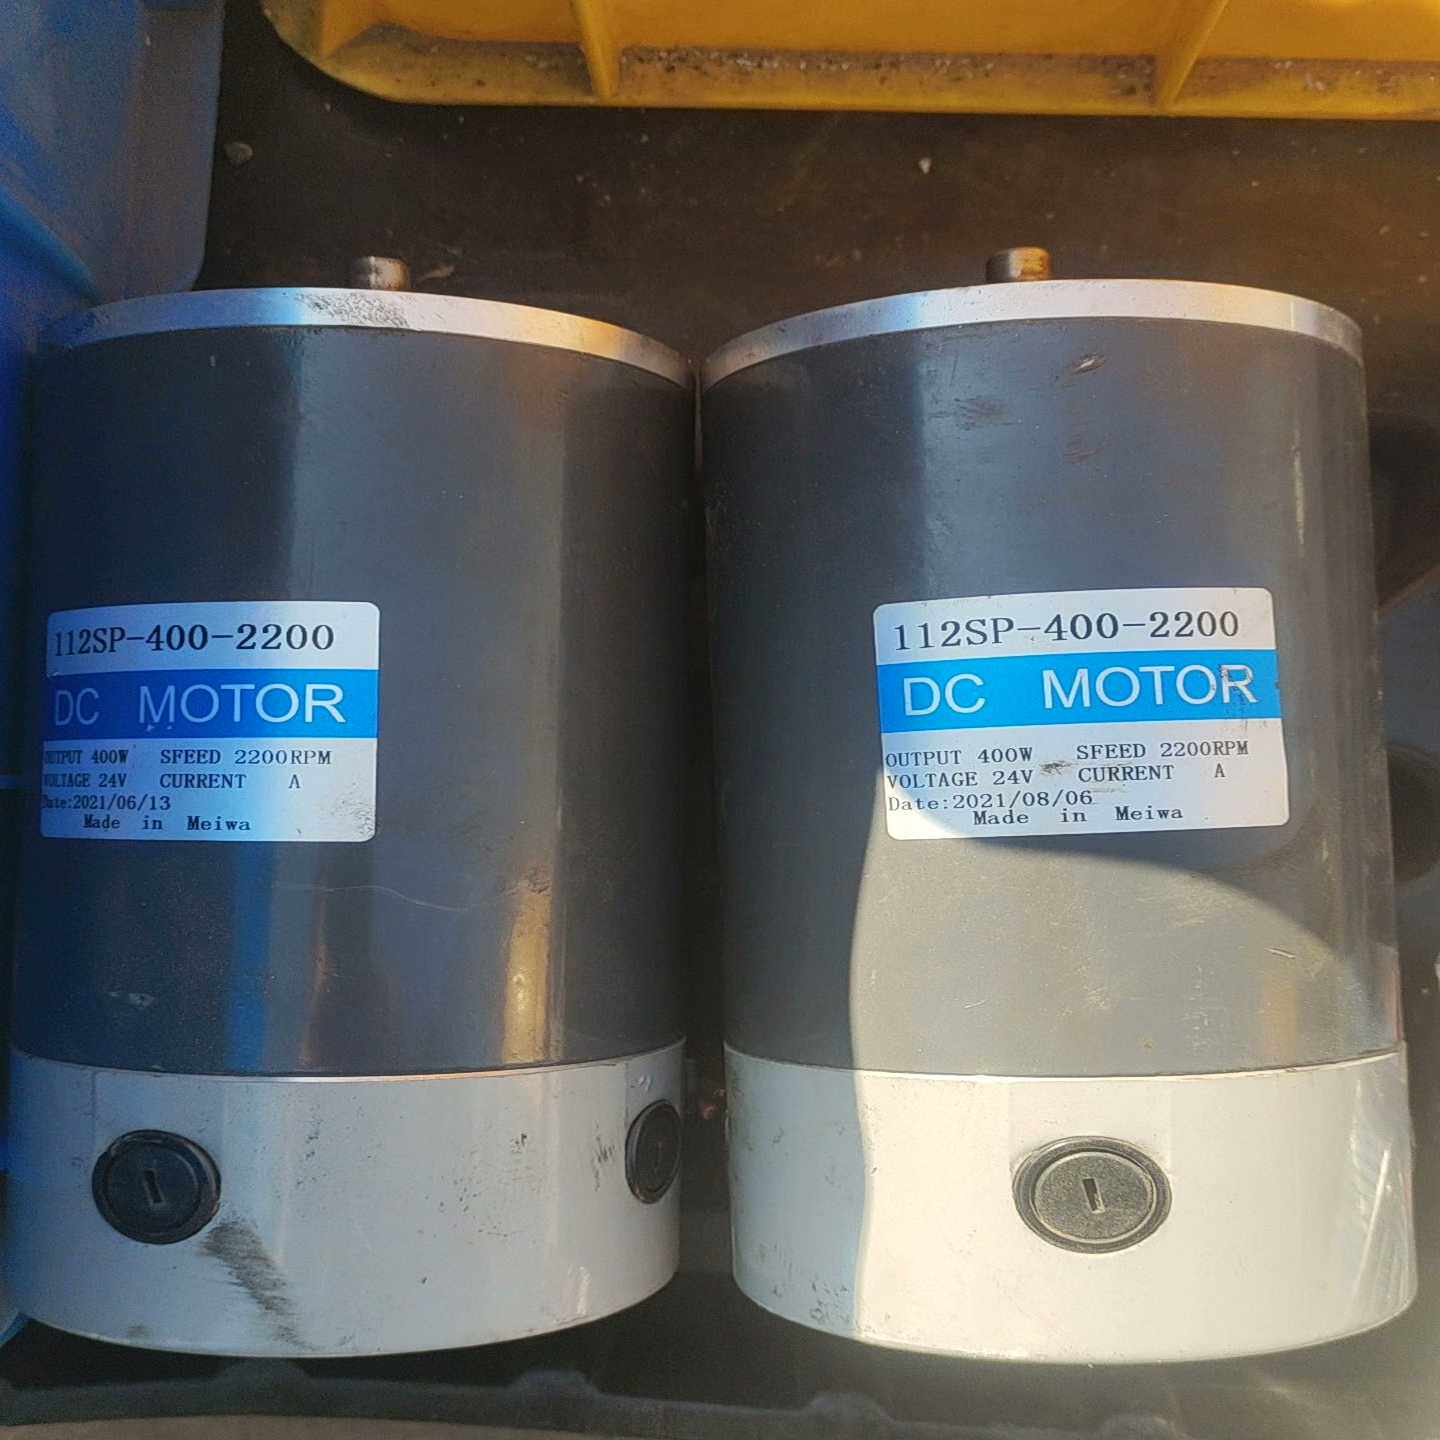 112SP-400-2200
DC MOTOR
OUTPUT 400W SFEED 2200RPM
VOLTAGE 24V CURRENT A
Date:2021/06/13
Made in Meiwa
112SP-400-2200
DC MOTOR
OUTPUT 400W SFEED 2200RPM
VOLTAGE 24V CURRENT A
Date:2021/08/06
Made in Meiwa